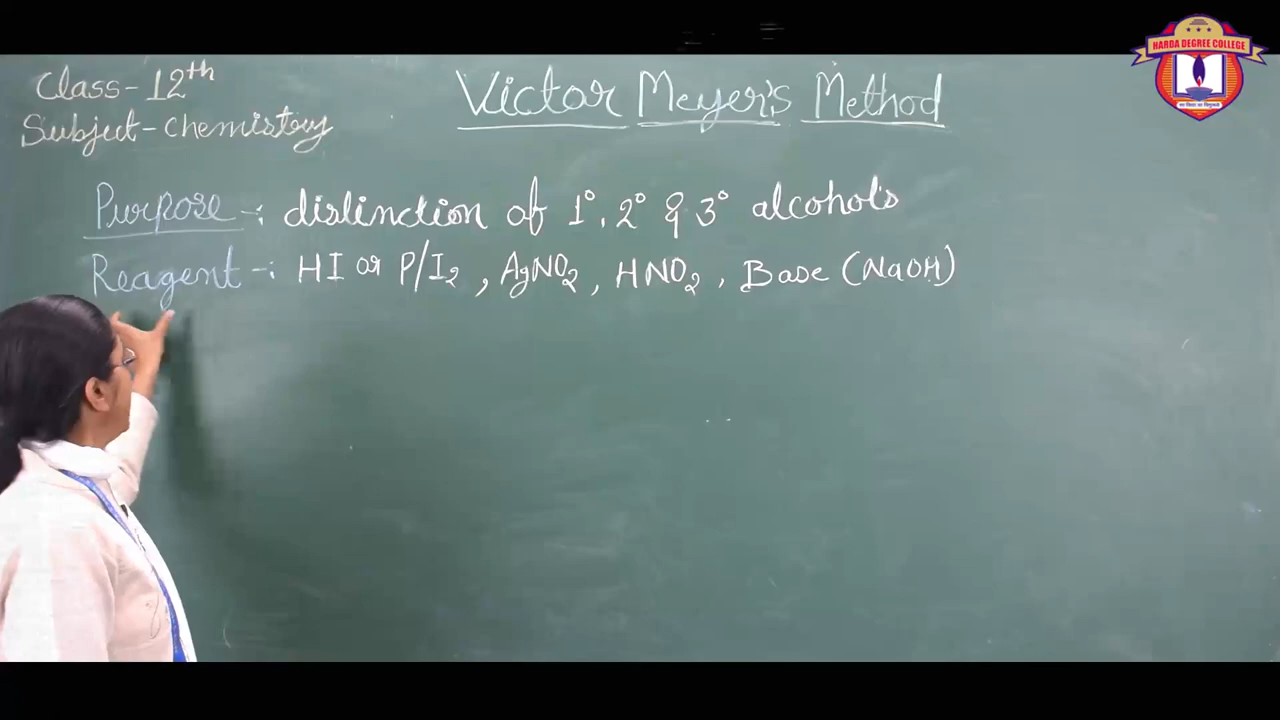 Class-12th
Subject-Chemistry
Victor Meyer's Method
Purpose -: distinction of 1°, 2° & 3° alcohols
Reagent -: HI or P/I₂, AgNO₂, HNO₂, Base (NaOH)
HARDA DEGREE COLLEGE